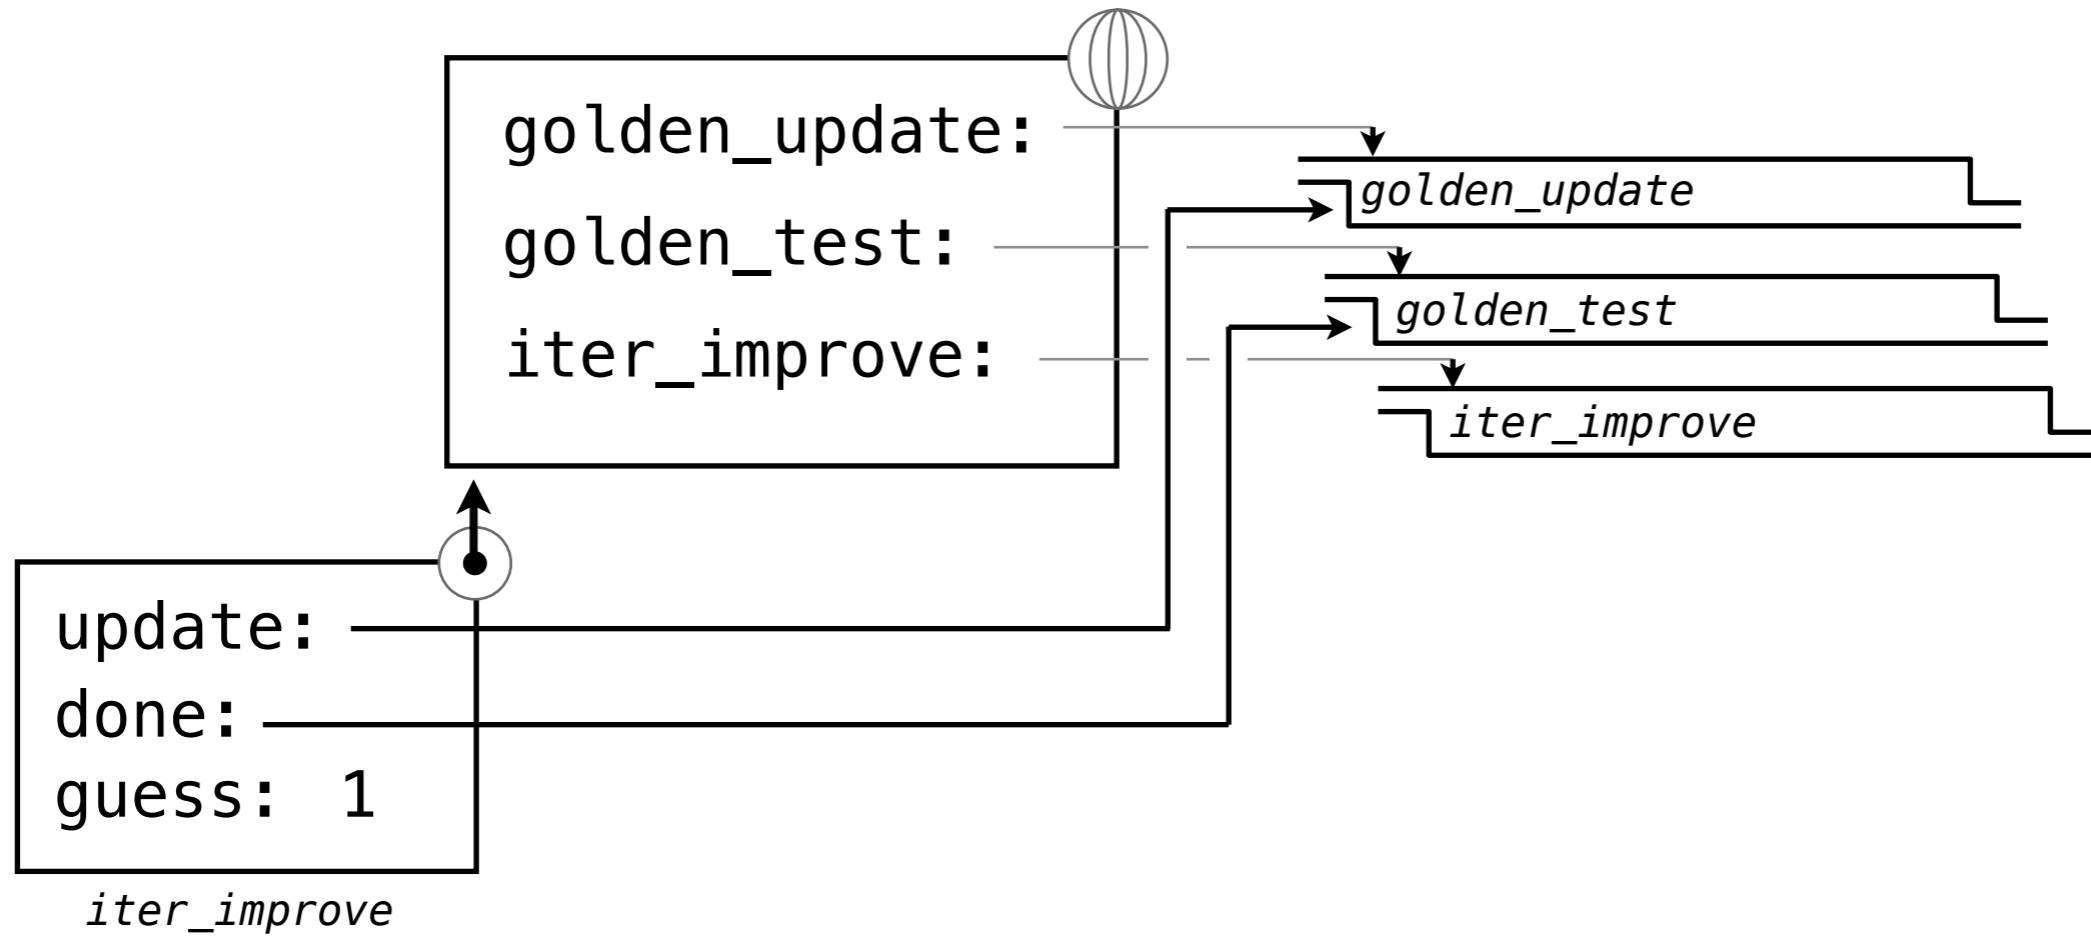 golden_update:
golden_test:
iter_improve:
golden_update
golden_test
iter_improve
update:
done:
guess: 1
iter_improve